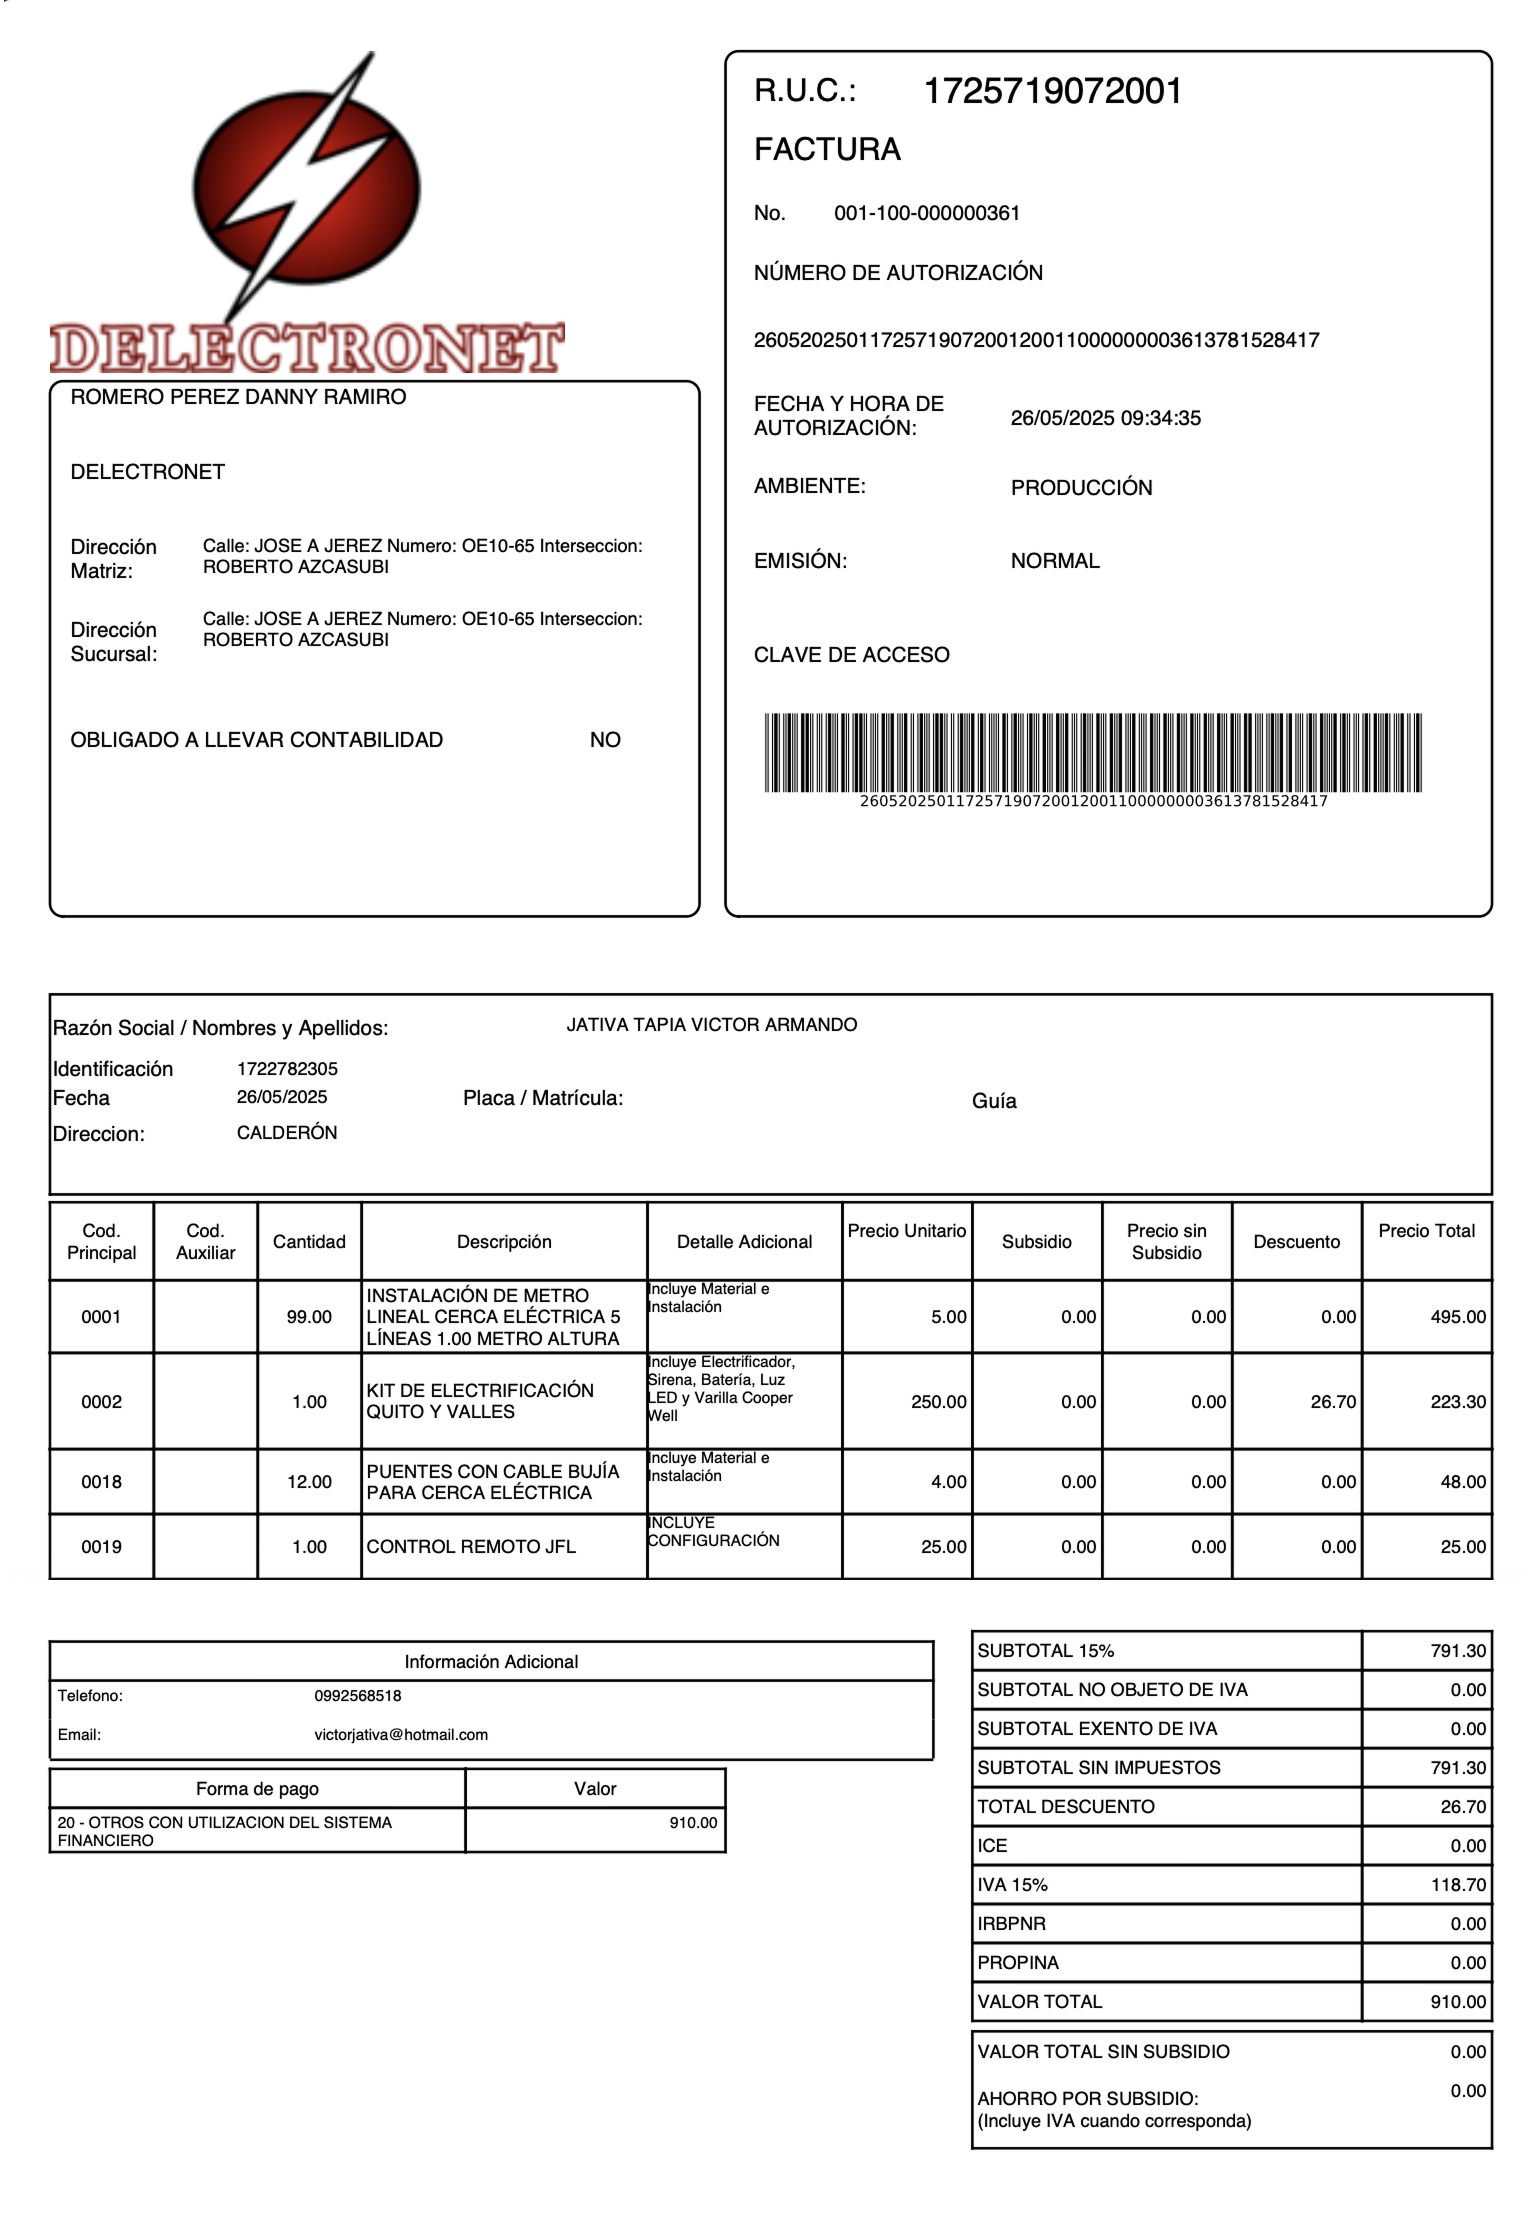 DELECTRONET
ROMERO PEREZ DANNY RAMIRO
DELECTRONET
Dirección
Matriz:
Calle: JOSE A JEREZ Numero: OE10-65 Interseccion:
ROBERTO AZCASUBI
Dirección
Sucursal:
Calle: JOSE A JEREZ Numero: OE10-65 Interseccion:
ROBERTO AZCASUBI
OBLIGADO A LLEVAR CONTABILIDAD NO
R.U.C.: 1725719072001
FACTURA
No. 001-100-000000361
NÚMERO DE AUTORIZACIÓN
2605202501172571907200120011000000003613781528417
FECHA Y HORA DE
AUTORIZACIÓN:
26/05/2025 09:34:35
AMBIENTE: PRODUCCIÓN
EMISIÓN: NORMAL
CLAVE DE ACCESO
2605202501172571907200120011000000003613781528417
Razón Social / Nombres y Apellidos: JATIVA TAPIA VICTOR ARMANDO
Identificación 1722782305
Fecha 26/05/2025 Placa / Matrícula: Guía
Direccion: CALDERÓN
Cod. Principal Cod. Auxiliar Cantidad Descripción Detalle Adicional Precio Unitario Subsidio Precio sin Subsidio Descuento Precio Total
0001 99.00 INSTALACIÓN DE METRO LINEAL CERCA ELÉCTRICA 5 LÍNEAS 1.00 METRO ALTURA Incluye Material e Instalación 5.00 0.00 0.00 0.00 495.00
0002 1.00 KIT DE ELECTRIFICACIÓN QUITO Y VALLES Incluye Electrificador, Sirena, Batería, Luz LED y Varilla Cooper Well 250.00 0.00 0.00 26.70 223.30
0018 12.00 PUENTES CON CABLE BUJÍA PARA CERCA ELÉCTRICA Incluye Material e Instalación 4.00 0.00 0.00 0.00 48.00
0019 1.00 CONTROL REMOTO JFL INCLUYE CONFIGURACIÓN 25.00 0.00 0.00 0.00 25.00
Información Adicional
Telefono: 0992568518
Email: victorjativa@hotmail.com
Forma de pago Valor
20 - OTROS CON UTILIZACION DEL SISTEMA FINANCIERO 910.00
SUBTOTAL 15% 791.30
SUBTOTAL NO OBJETO DE IVA 0.00
SUBTOTAL EXENTO DE IVA 0.00
SUBTOTAL SIN IMPUESTOS 791.30
TOTAL DESCUENTO 26.70
ICE 0.00
IVA 15% 118.70
IRBPNR 0.00
PROPINA 0.00
VALOR TOTAL 910.00
VALOR TOTAL SIN SUBSIDIO 0.00
AHORRO POR SUBSIDIO: 0.00
(Incluye IVA cuando corresponda)